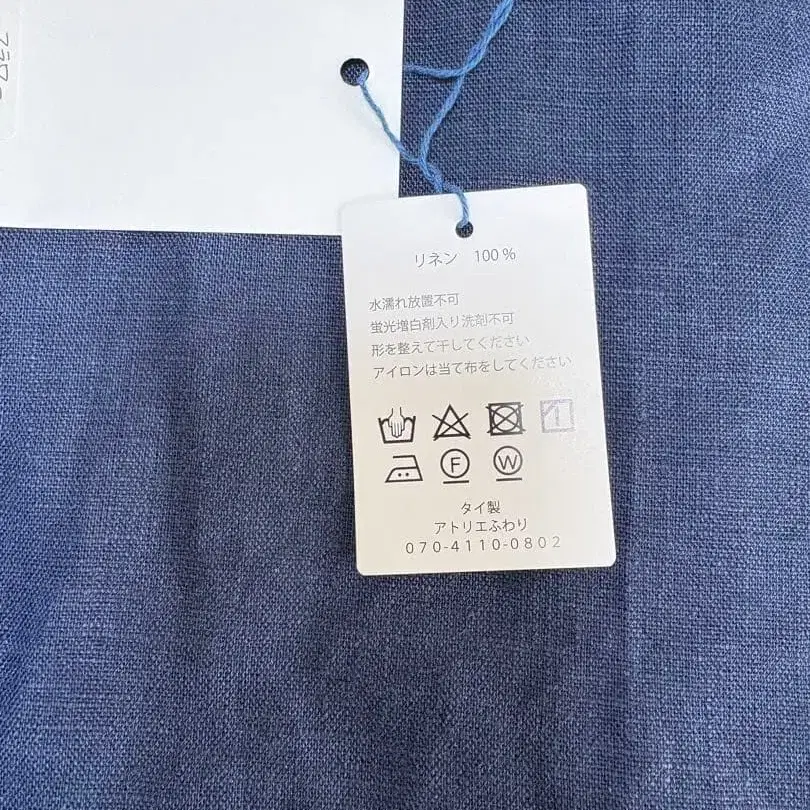 リネン 100%
水濡れ放置不可
蛍光増白剤入り洗剤不可
形を整えて干してください
アイロンは当て布をしてください
F W
タイ製
アトリエふわり
070-4110-0802